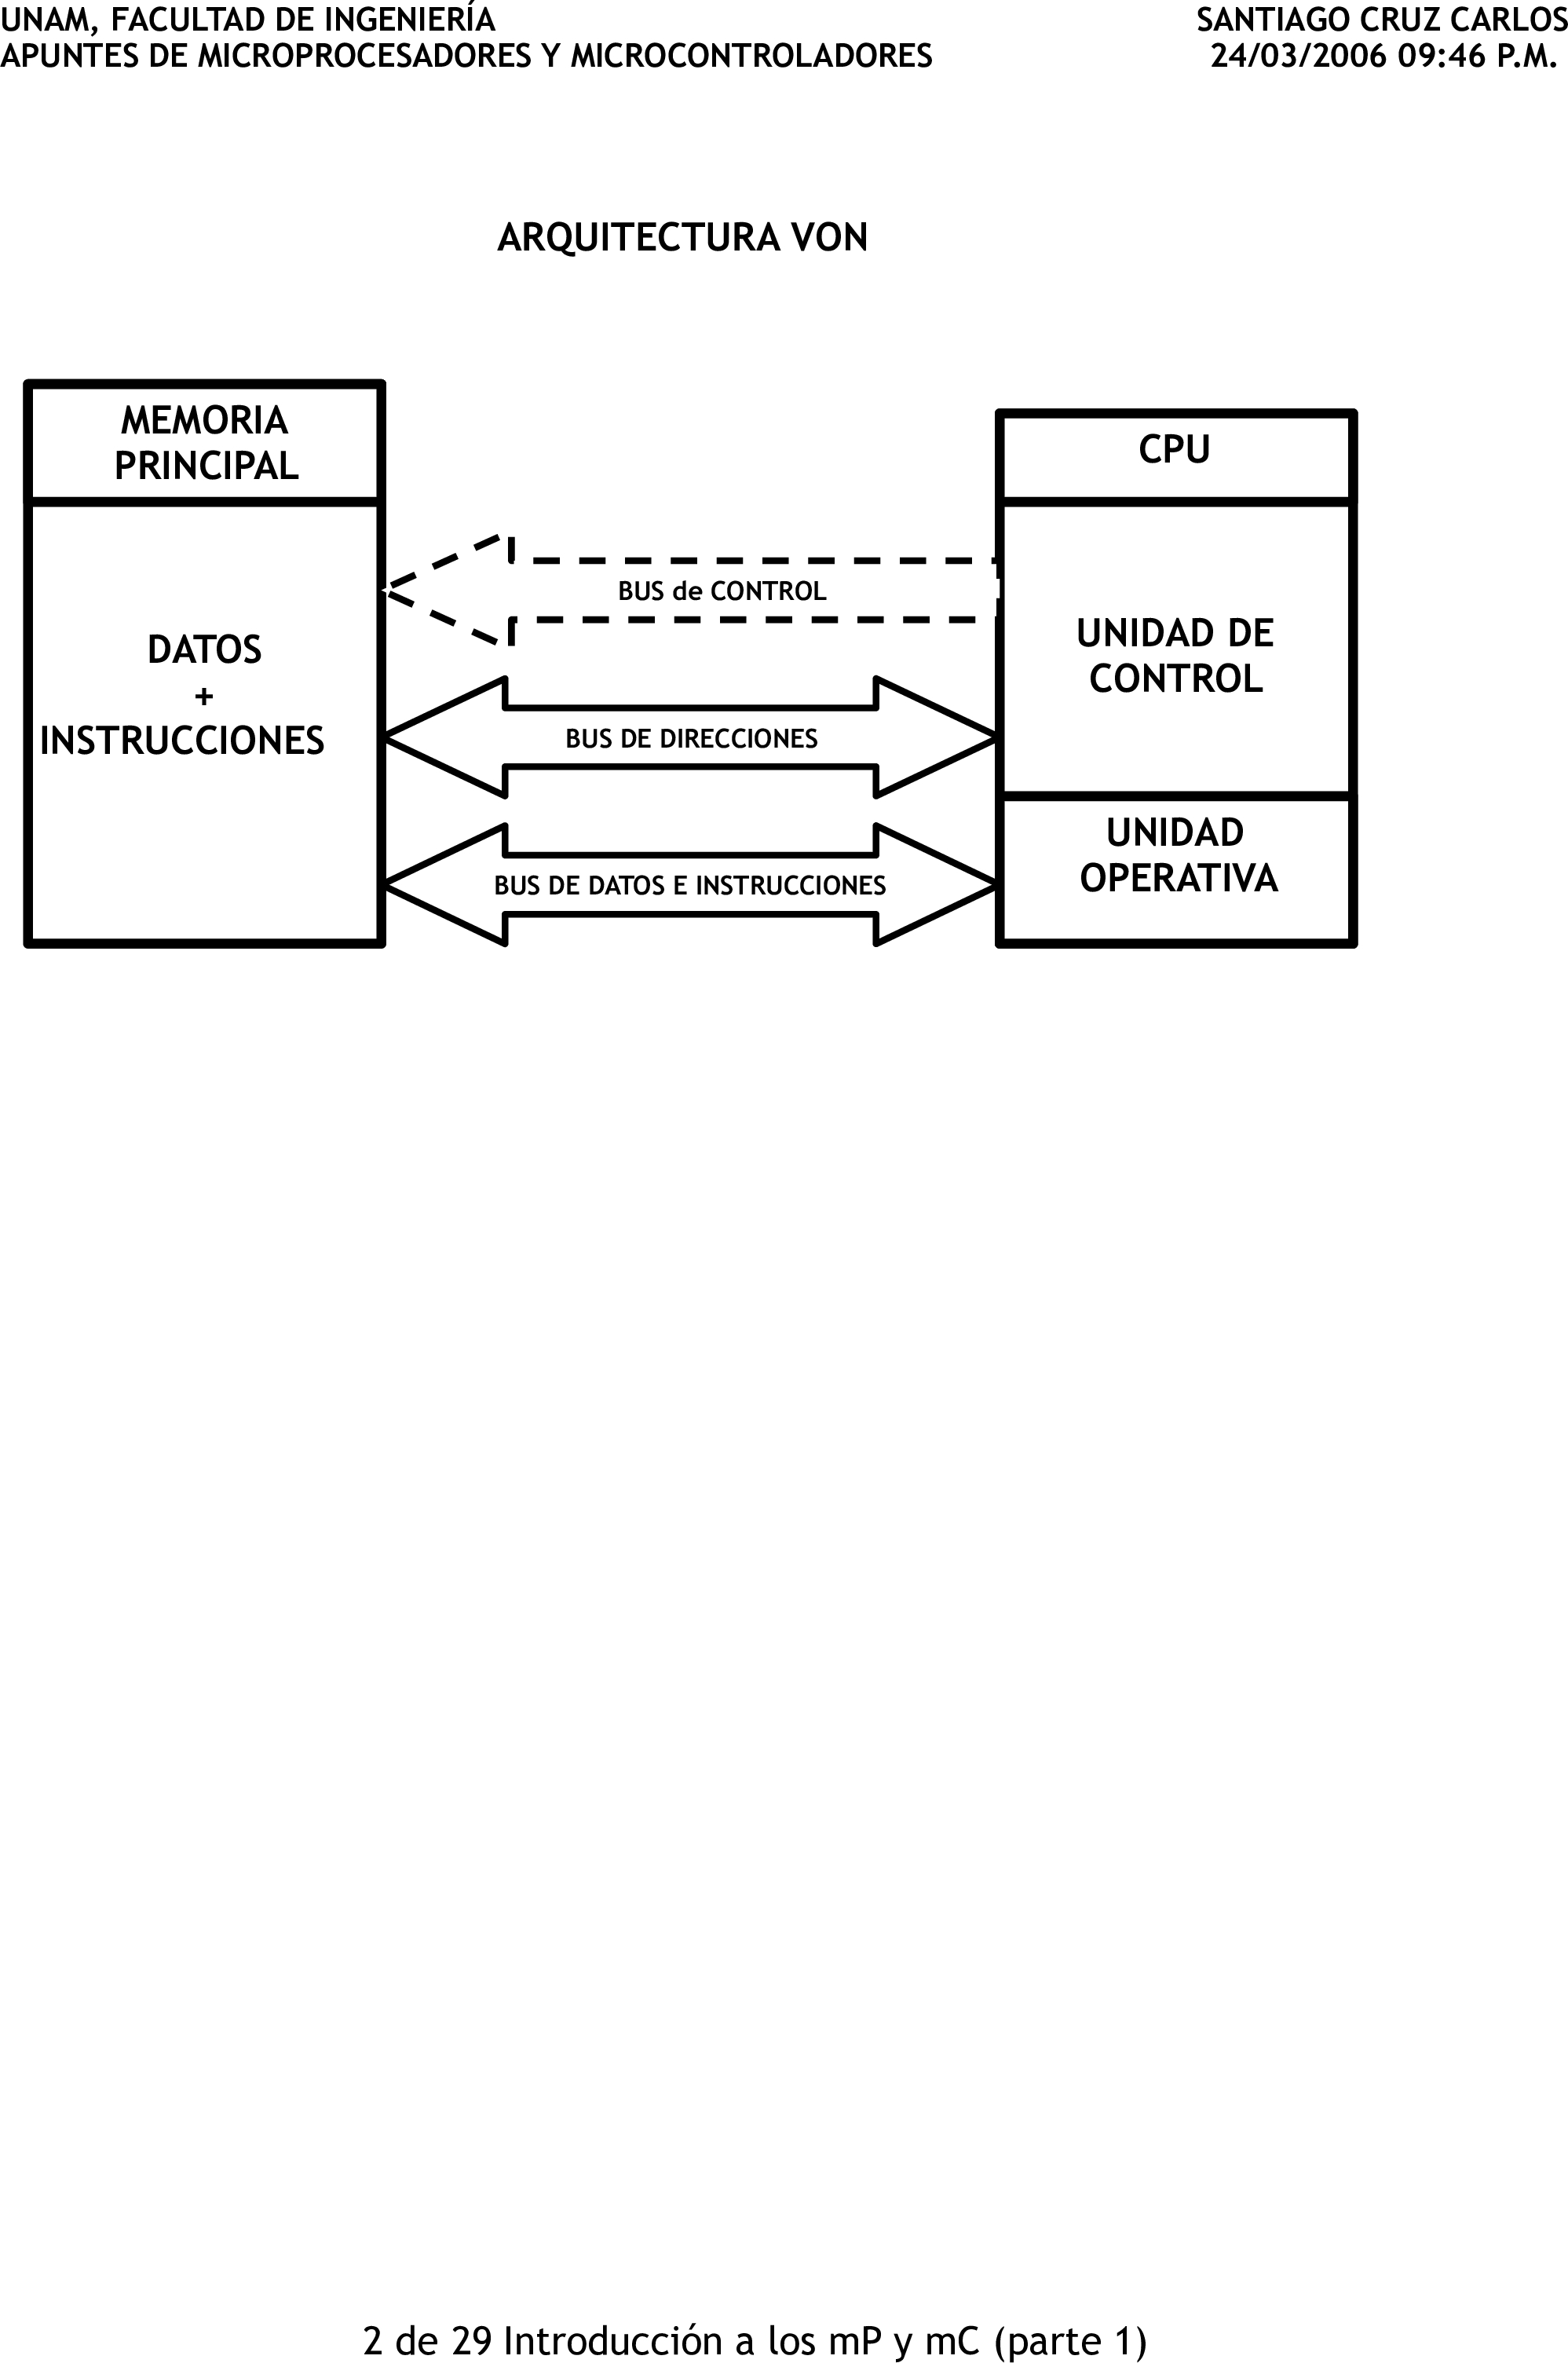 UNAM, FACULTAD DE INGENIERÍA
APUNTES DE MICROPROCESADORES Y MICROCONTROLADORES
SANTIAGO CRUZ CARLOS
24/03/2006 09:46 P.M.
ARQUITECTURA VON
MEMORIA
PRINCIPAL
DATOS
+
INSTRUCCIONES
BUS de CONTROL
BUS DE DIRECCIONES
BUS DE DATOS E INSTRUCCIONES
CPU
UNIDAD DE
CONTROL
UNIDAD
OPERATIVA
2 de 29 Introducción a los mP y mC (parte 1)